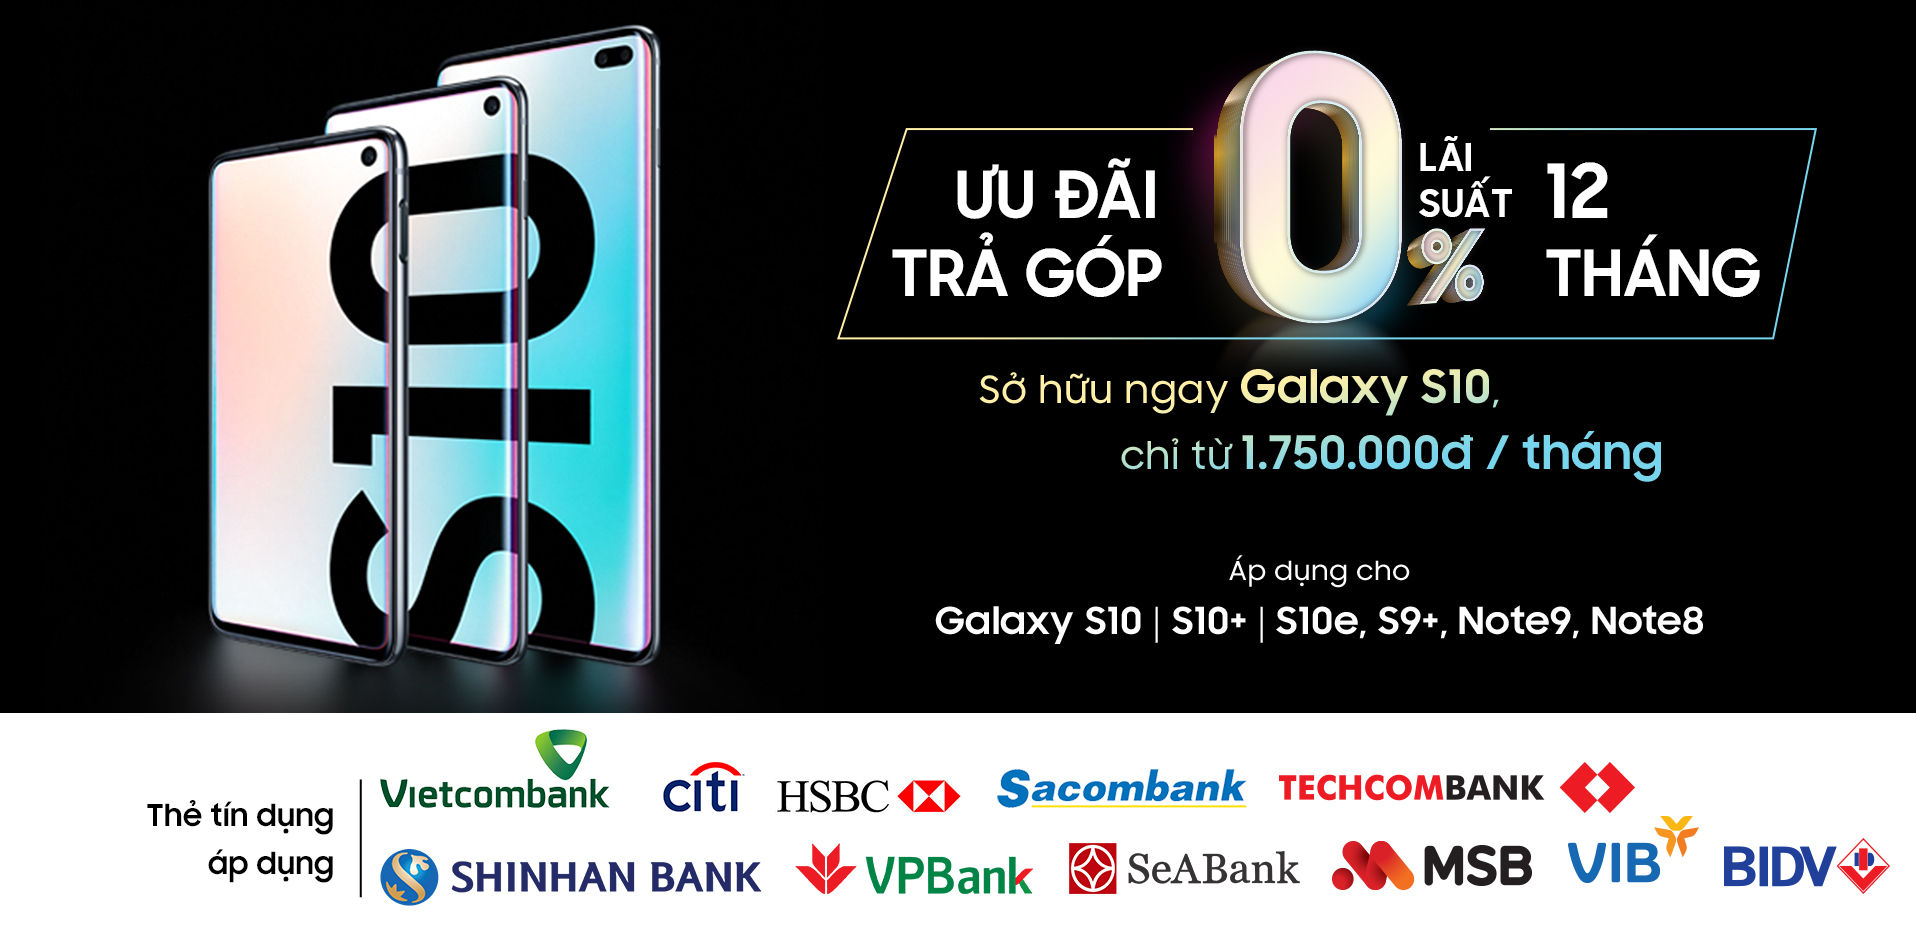 S10
ƯU ĐÃI
TRẢ GÓP
0%
LÃI
SUẤT
12
THÁNG
Sở hữu ngay Galaxy S10,
chỉ từ 1.750.000đ / tháng
Áp dụng cho
Galaxy S10 | S10+ | S10e, S9+, Note9, Note8
Thẻ tín dụng
áp dụng
Vietcombank citi HSBC Sacombank TECHCOMBANK
SHINHAN BANK VPBank SeABank MSB VIB BIDV